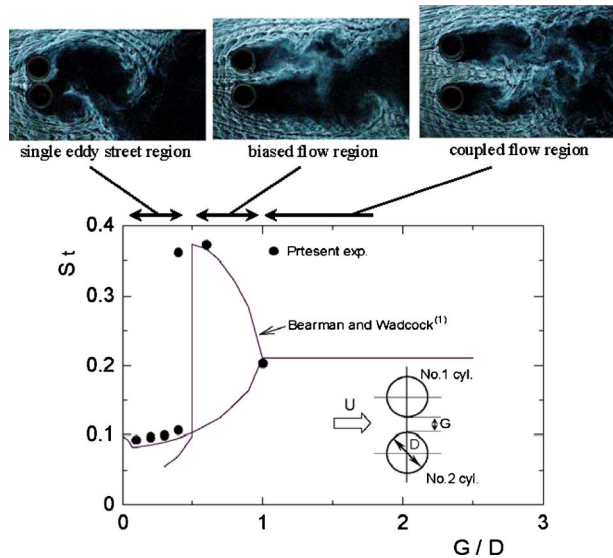 single eddy street region
biased flow region
coupled flow region
0.4
St
Prtesent exp.
0.3
Bearman and Wadcock(1)
0.2
No.1 cyl.
U
G
0.1
D
No.2 cyl.
0
0 1 2 3
G / D